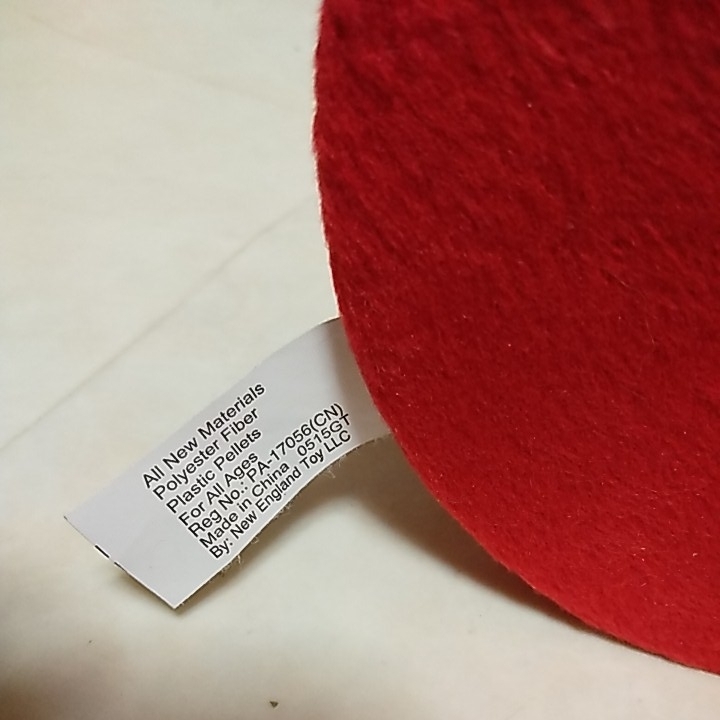 All New Materials
Polyester Fiber
Plastic Pellets
For All Ages
Reg No.: PA-17056(CN)
Made in China 0515GT
By: New England Toy LLC